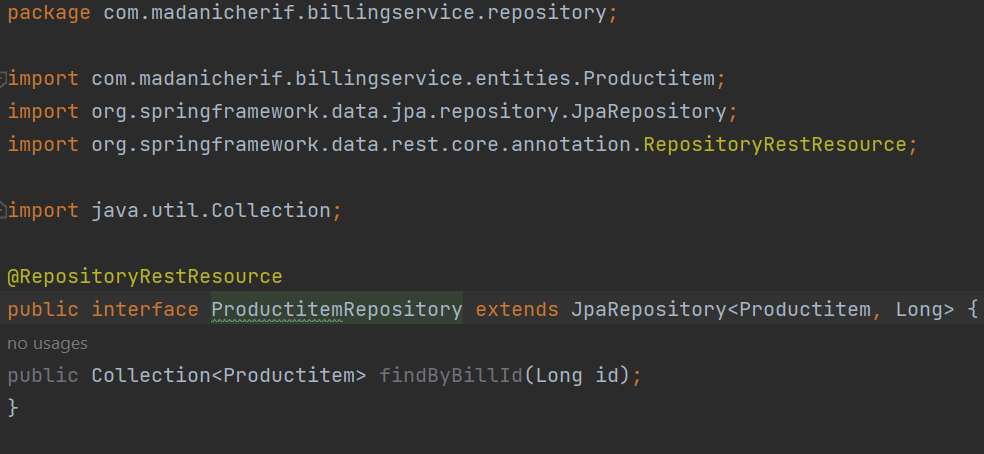 package com.madanicherif.billingservice.repository;
import com.madanicherif.billingservice.entities.Productitem;
import org.springframework.data.jpa.repository.JpaRepository;
import org.springframework.data.rest.core.annotation.RepositoryRestResource;
import java.util.Collection;
@RepositoryRestResource
public interface ProductitemRepository extends JpaRepository<Productitem, Long> {
no usages
public Collection<Productitem> findByBillId(Long id);
}